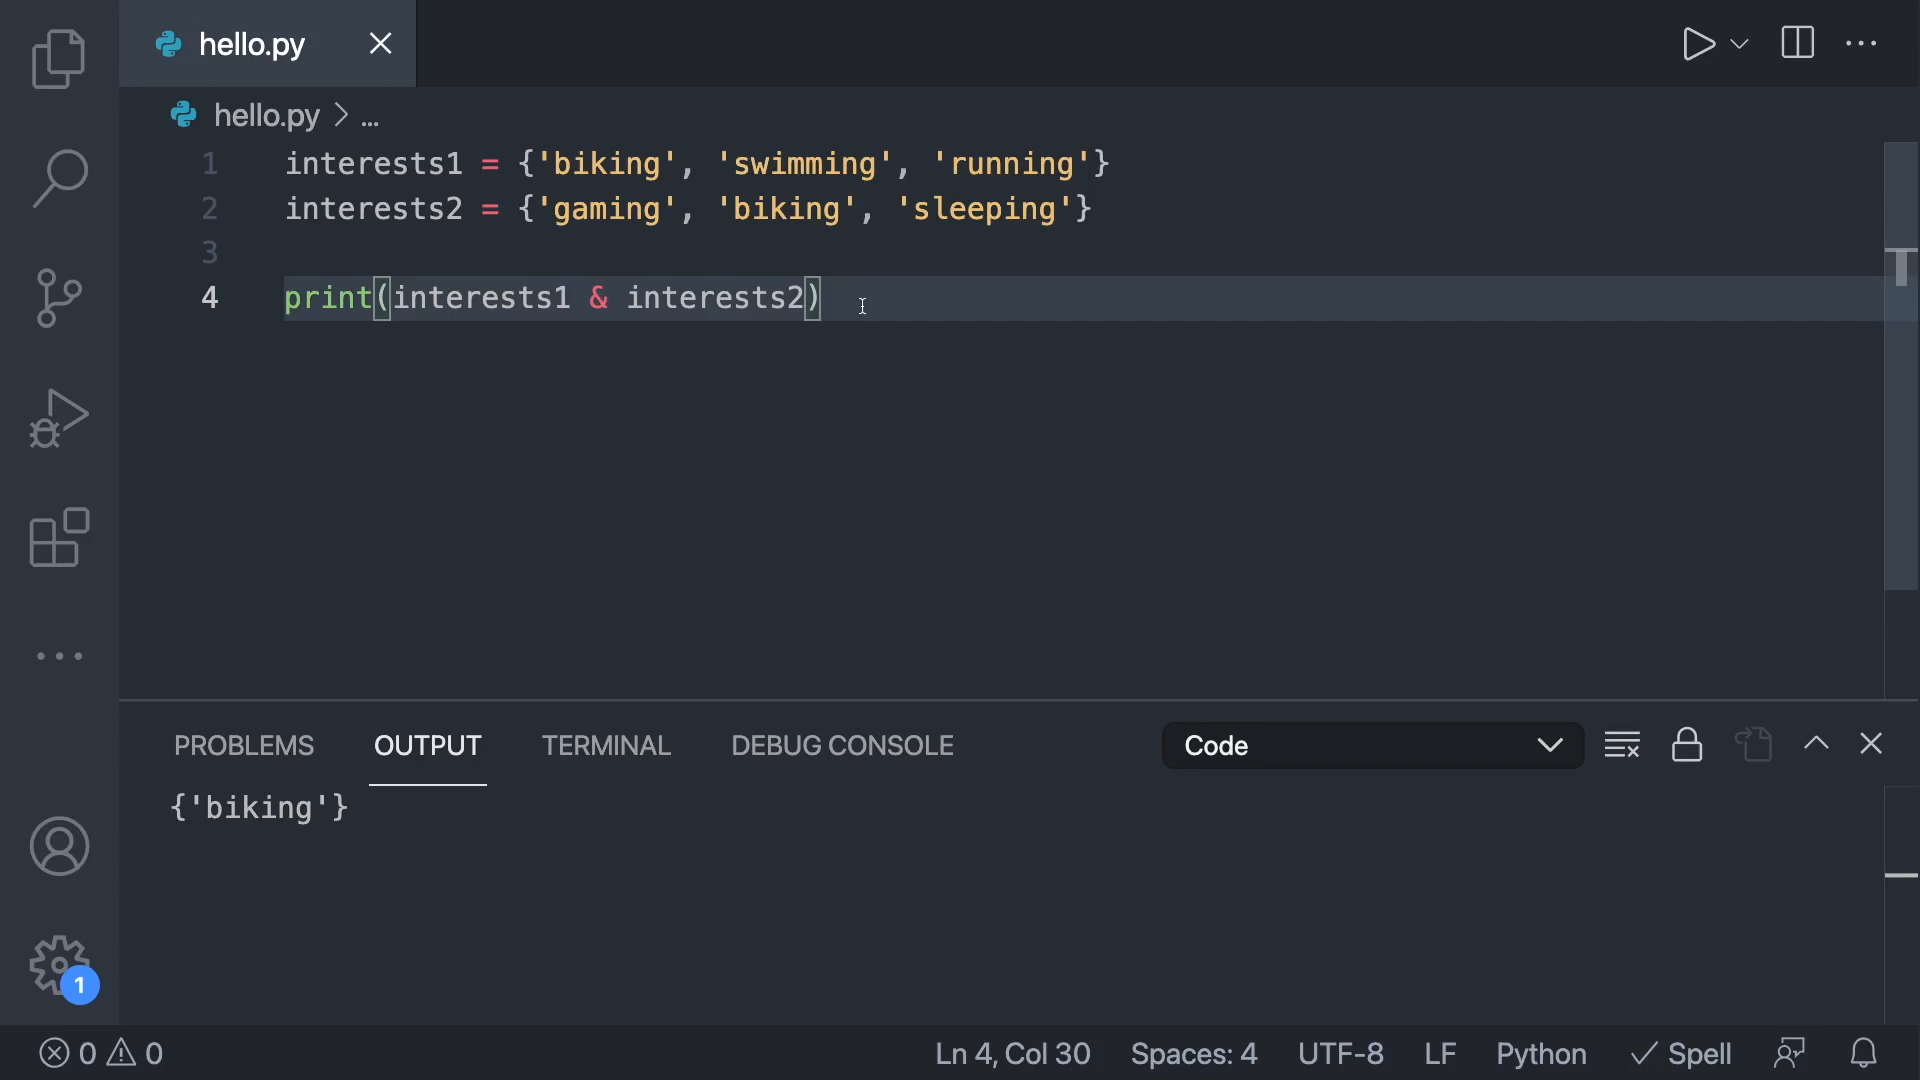 hello.py
hello.py > ...
1 interests1 = {'biking', 'swimming', 'running'}
2 interests2 = {'gaming', 'biking', 'sleeping'}
3
4 print(interests1 & interests2)
PROBLEMS OUTPUT TERMINAL DEBUG CONSOLE Code
{'biking'}
1
0 0 Ln 4, Col 30 Spaces: 4 UTF-8 LF Python Spell